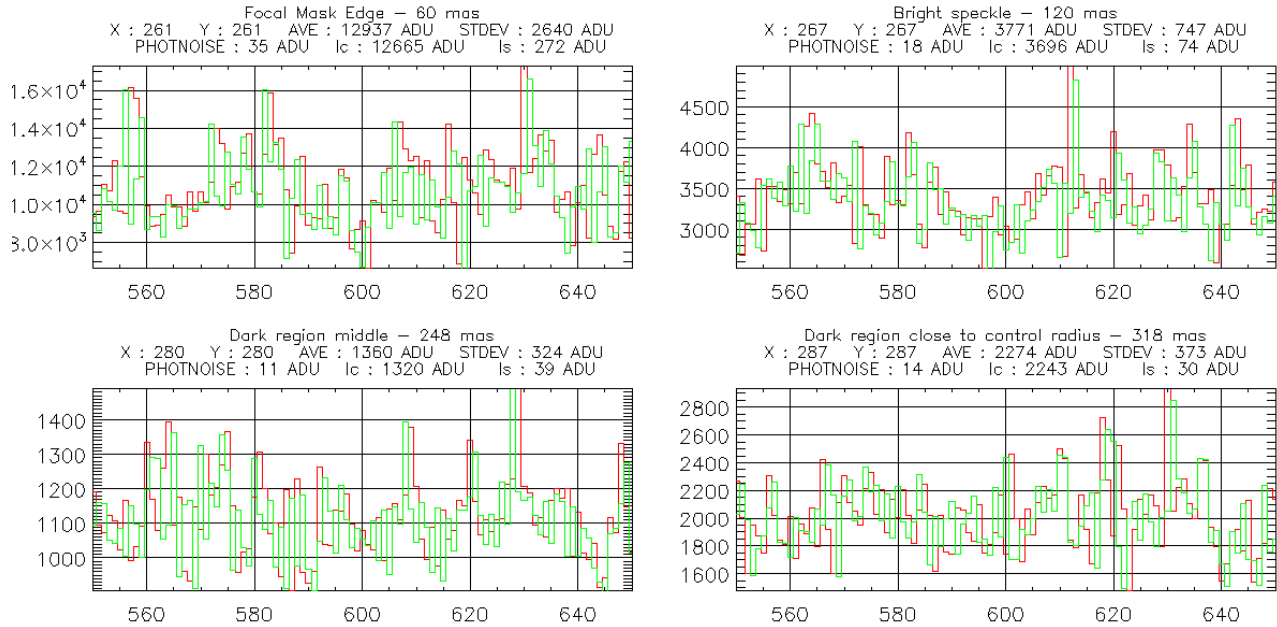 Focal Mask Edge – 60 mas
X : 261 Y : 261 AVE : 12937 ADU STDEV : 2640 ADU
PHOTNOISE : 35 ADU Ic : 12665 ADU Is : 272 ADU
1.6×10⁴
1.4×10⁴
1.2×10⁴
1.0×10⁴
8.0×10³
560 580 600 620 640
Bright speckle – 120 mas
X : 267 Y : 267 AVE : 3771 ADU STDEV : 747 ADU
PHOTNOISE : 18 ADU Ic : 3696 ADU Is : 74 ADU
4500
4000
3500
3000
560 580 600 620 640
Dark region middle – 248 mas
X : 280 Y : 280 AVE : 1360 ADU STDEV : 324 ADU
PHOTNOISE : 11 ADU Ic : 1320 ADU Is : 39 ADU
1400
1300
1200
1100
1000
560 580 600 620 640
Dark region close to control radius – 318 mas
X : 287 Y : 287 AVE : 2274 ADU STDEV : 373 ADU
PHOTNOISE : 14 ADU Ic : 2243 ADU Is : 30 ADU
2800
2600
2400
2200
2000
1800
1600
560 580 600 620 640